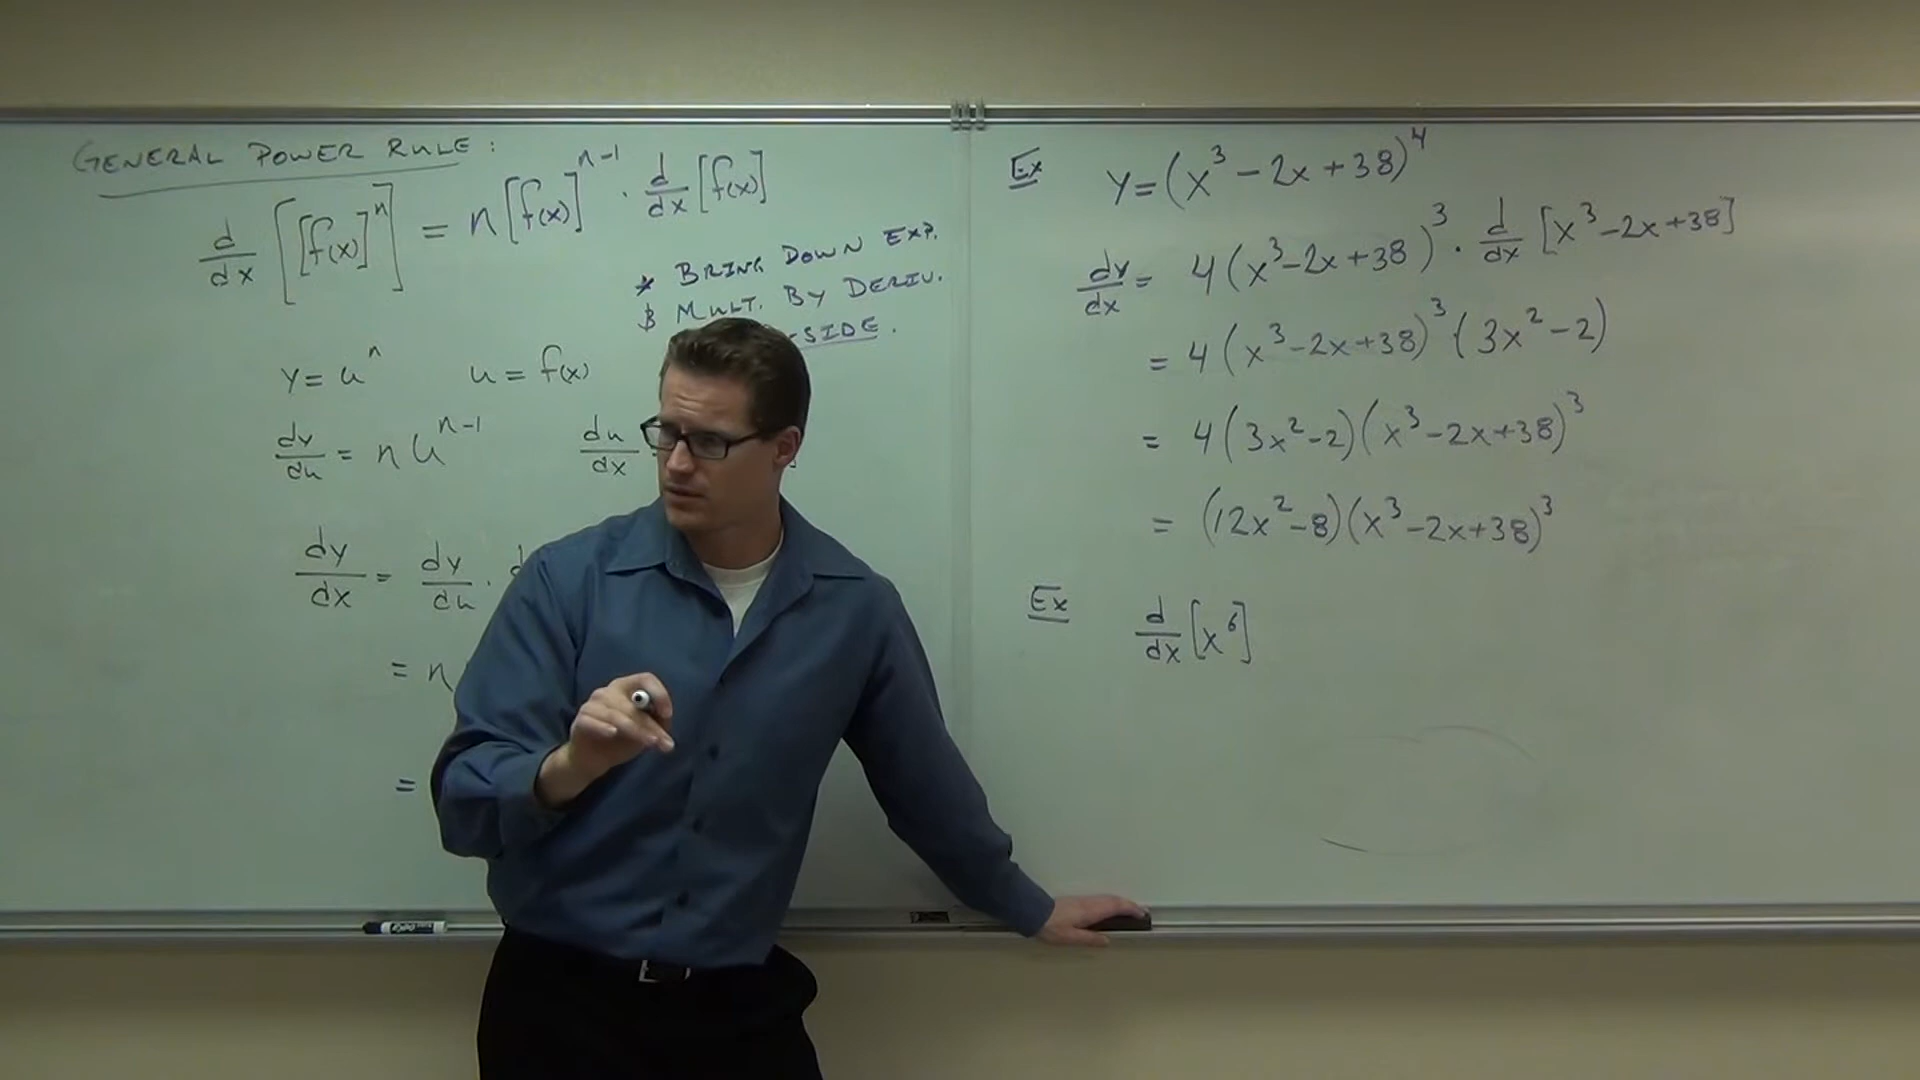 GENERAL POWER RULE:
d/dx [[f(x)]^n] = n[f(x)]^(n-1) · d/dx [f(x)]
* BRING DOWN EXP.
$ MULT. BY DERIV.
-SIDE.
y = u^n u = f(x)
dy/du = n u^(n-1) du/dx
dy/dx = dy/du · d
= n
=
Ex y = (x^3 - 2x + 38)^4
dy/dx = 4(x^3 - 2x + 38)^3 · d/dx [x^3 - 2x + 38]
= 4(x^3 - 2x + 38)^3 · (3x^2 - 2)
= 4(3x^2 - 2)(x^3 - 2x + 38)^3
= (12x^2 - 8)(x^3 - 2x + 38)^3
Ex d/dx [x^6]
EXPO